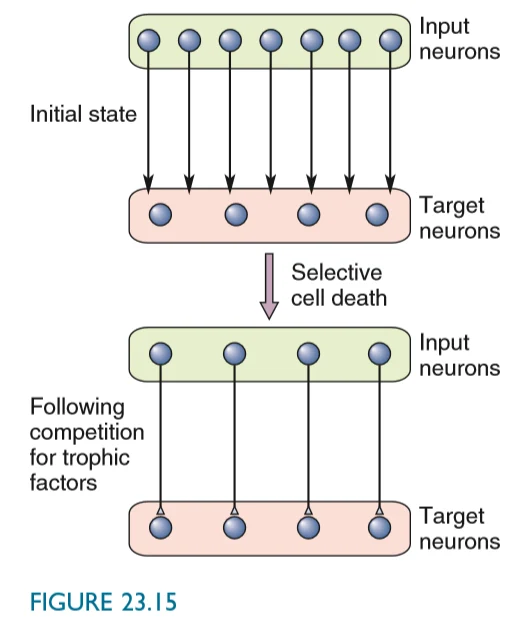 Input
neurons
Initial state
Target
neurons
Selective
cell death
Input
neurons
Following
competition
for trophic
factors
Target
neurons
FIGURE 23.15